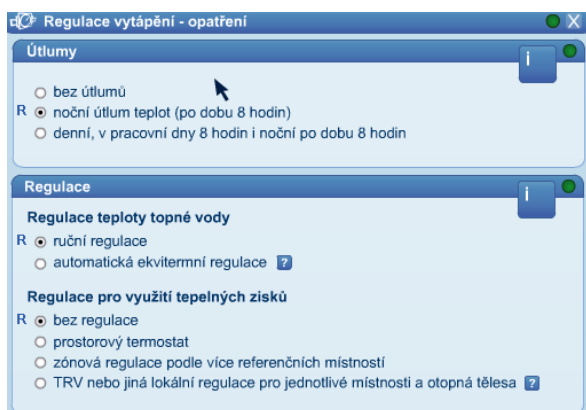 Regulace vytápění - opatření
X
Útlumy
i
bez útlumů
R noční útlum teplot (po dobu 8 hodin)
denní, v pracovní dny 8 hodin i noční po dobu 8 hodin
Regulace
i
Regulace teploty topné vody
R ruční regulace
automatická ekvitermní regulace ?
Regulace pro využití tepelných zisků
R bez regulace
prostorový termostat
zónová regulace podle více referenčních místností
TRV nebo jiná lokální regulace pro jednotlivé místnosti a otopná tělesa ?